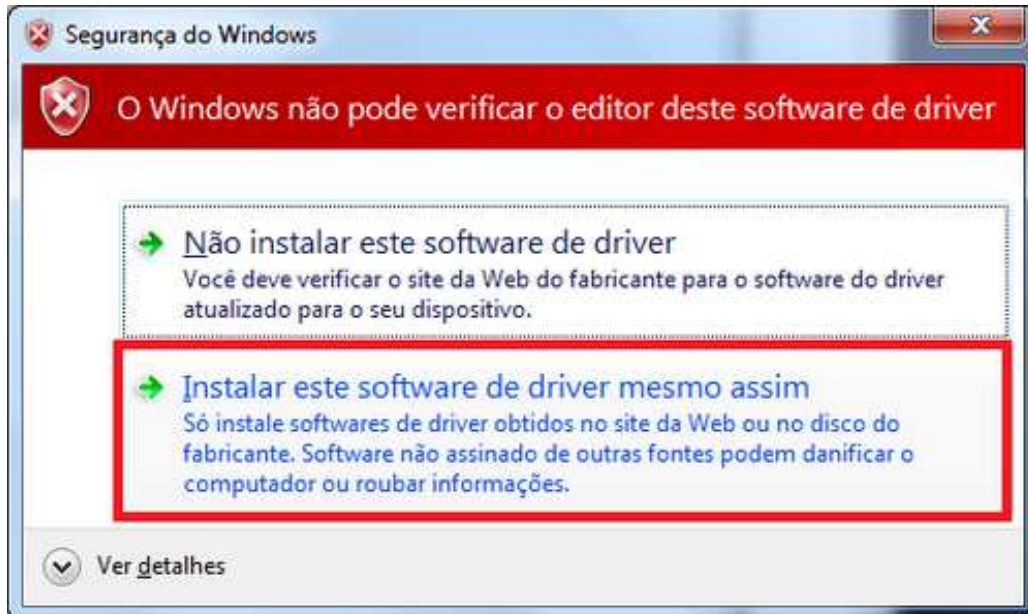 Segurança do Windows
O Windows não pode verificar o editor deste software de driver
Não instalar este software de driver
Você deve verificar o site da Web do fabricante para o software do driver
atualizado para o seu dispositivo.
Instalar este software de driver mesmo assim
Só instale softwares de driver obtidos no site da Web ou no disco do
fabricante. Software não assinado de outras fontes podem danificar o
computador ou roubar informações.
Ver detalhes